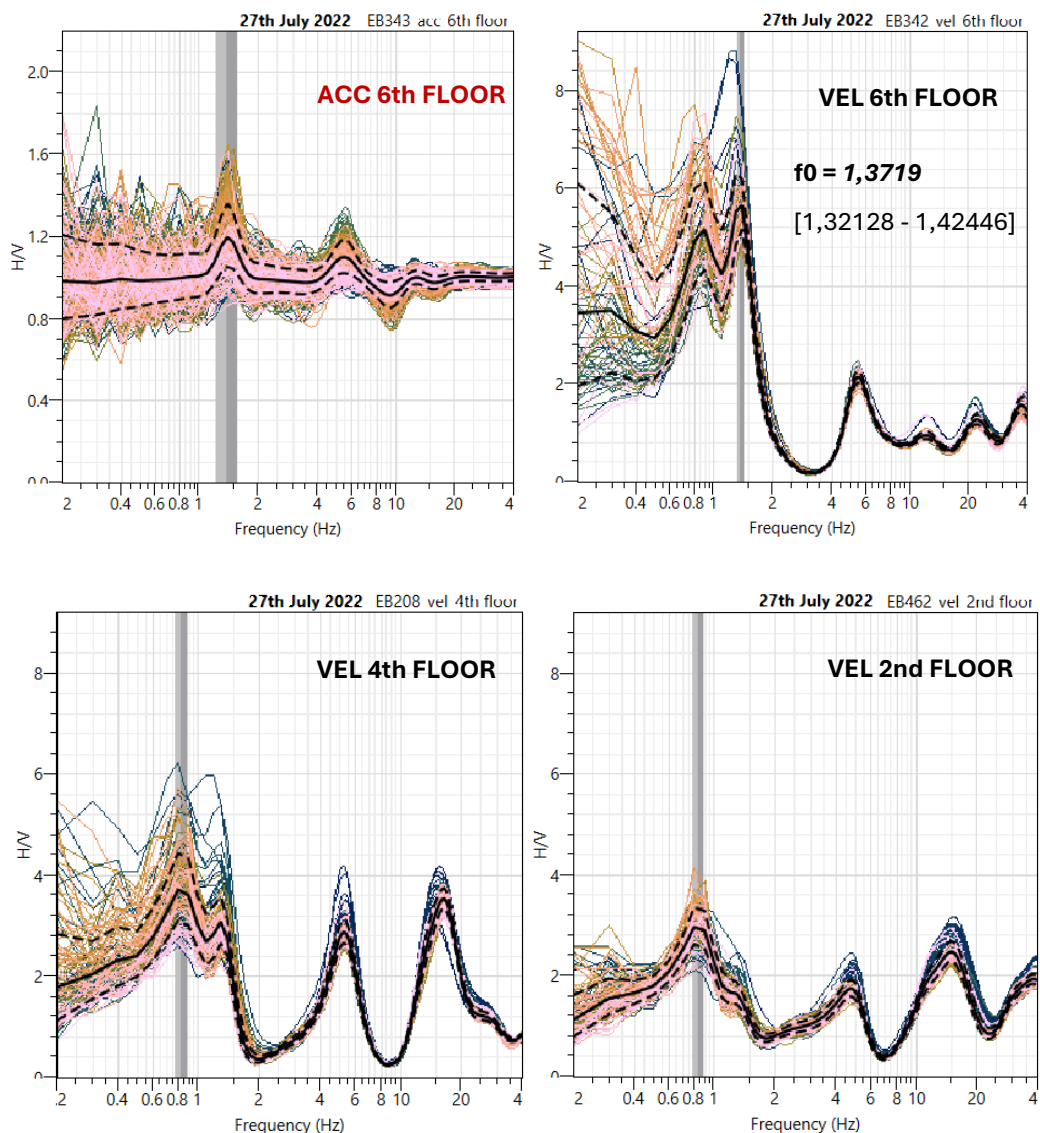 27th July 2022 EB343 acc 6th floor
ACC 6th FLOOR
2.0
1.6
1.2
0.8
0.4
0.0
H/V
.2 0.4 0.6 0.8 1 2 4 6 8 10 20 4
Frequency (Hz)
27th July 2022 EB342 vel 6th floor
VEL 6th FLOOR
f0 = 1,3719
[1,32128 - 1,42446]
8
6
4
2
0
H/V
2 0.4 0.6 0.8 1 2 4 6 8 10 20 4
Frequency (Hz)
27th July 2022 EB208 vel 4th floor
VEL 4th FLOOR
8
6
4
2
0
H/V
.2 0.4 0.6 0.8 1 2 4 6 8 10 20 4
Frequency (Hz)
27th July 2022 EB462 vel 2nd floor
VEL 2nd FLOOR
8
6
4
2
0
H/V
.2 0.4 0.6 0.8 1 2 4 6 8 10 20 4
Frequency (Hz)